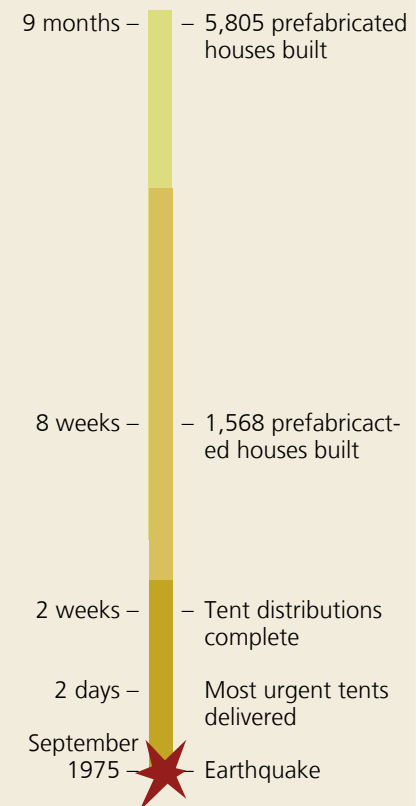 9 months – – 5,805 prefabricated
houses built
8 weeks – – 1,568 prefabricact-
ed houses built
2 weeks – – Tent distributions
complete
2 days – Most urgent tents
delivered
September
1975 – – Earthquake